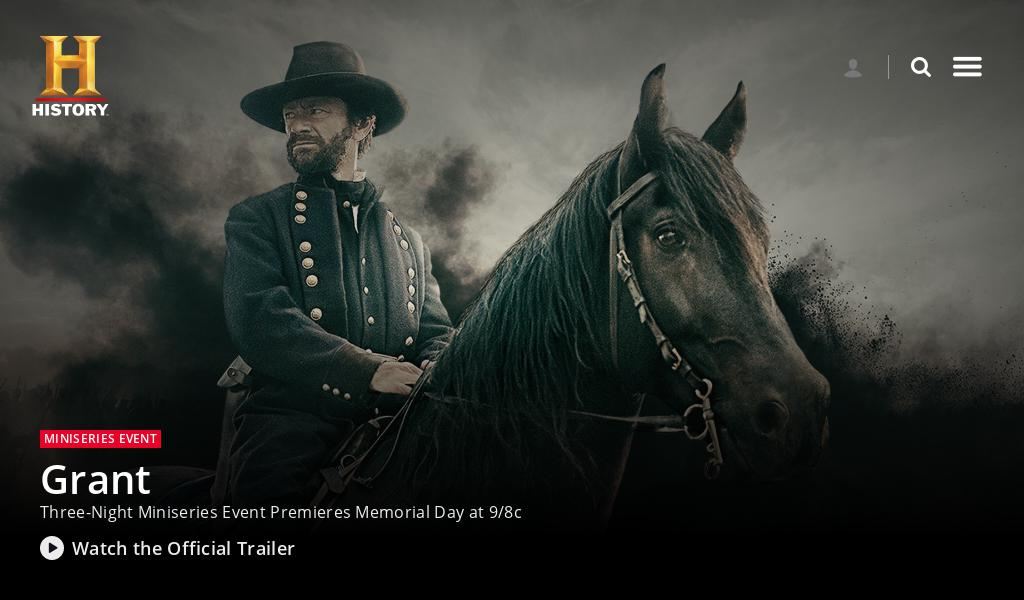 H
HISTORY
MINISERIES EVENT
Grant
Three-Night Miniseries Event Premieres Memorial Day at 9/8c
Watch the Official Trailer